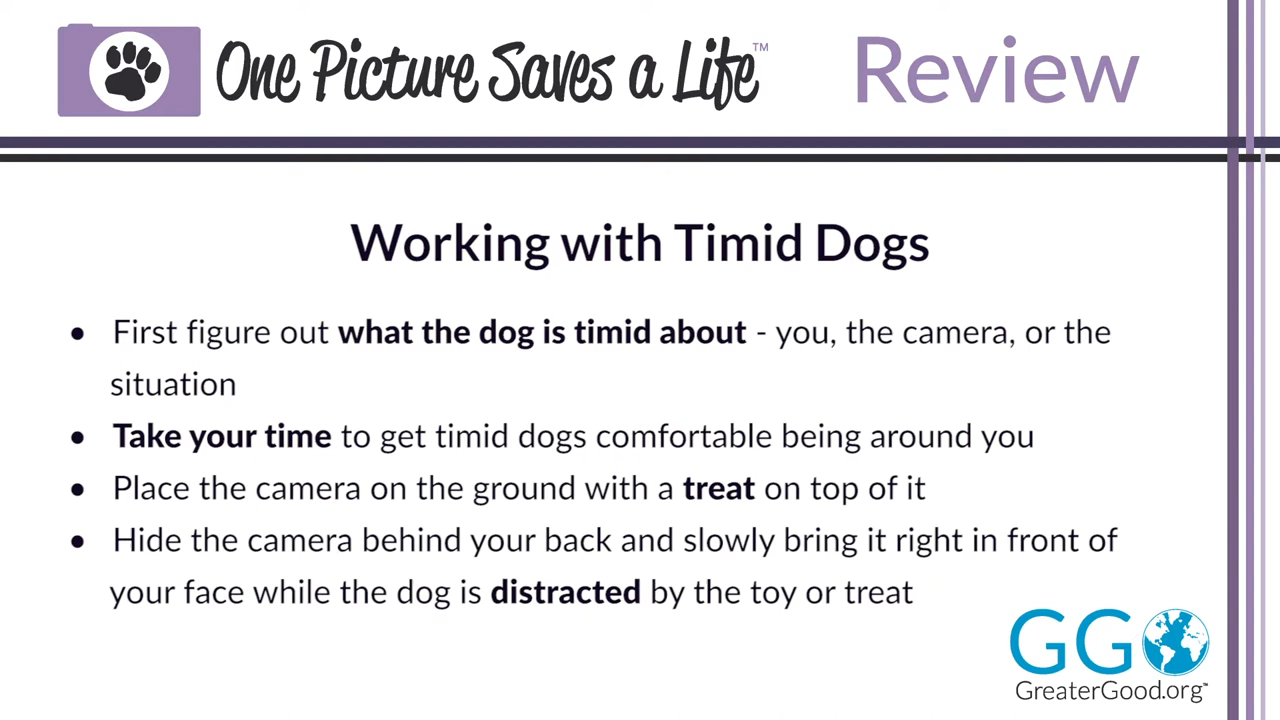 One Picture Saves a Life™ Review
Working with Timid Dogs
• First figure out what the dog is timid about - you, the camera, or the
situation
• Take your time to get timid dogs comfortable being around you
• Place the camera on the ground with a treat on top of it
• Hide the camera behind your back and slowly bring it right in front of
your face while the dog is distracted by the toy or treat
GG
GreaterGood.org™